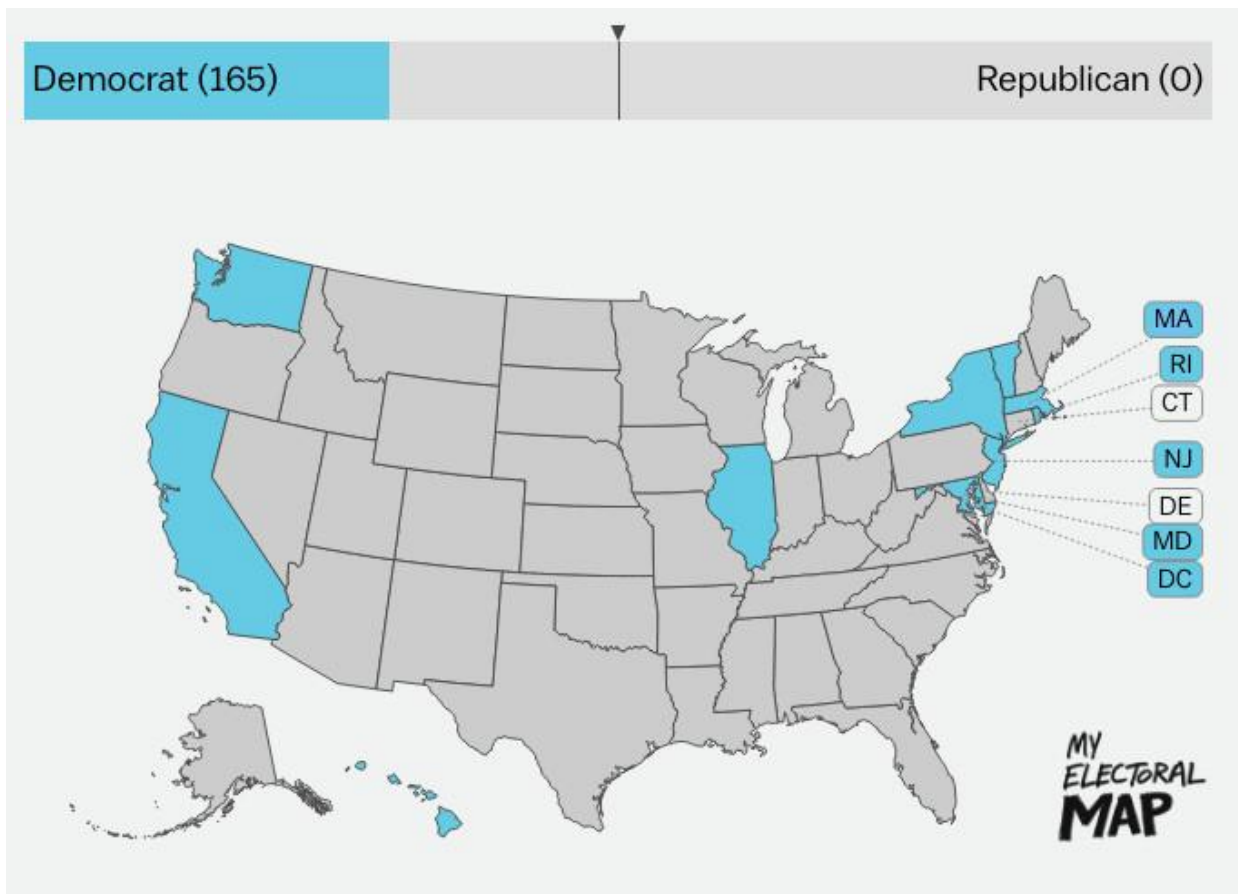 Democrat (165)
Republican (0)
MA
RI
CT
NJ
DE
MD
DC
MY
ELECTORAL
MAP